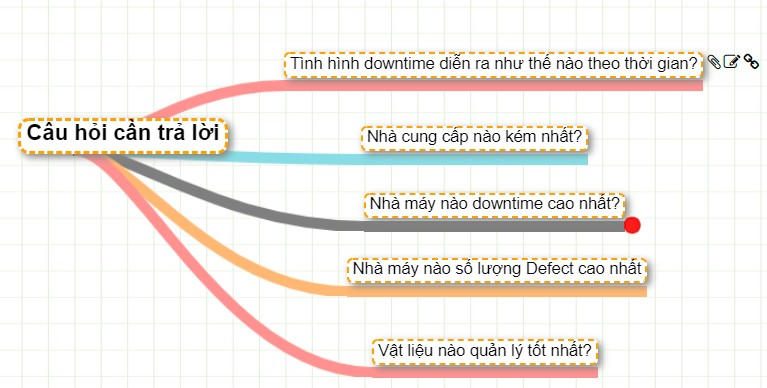 Tình hình downtime diễn ra như thế nào theo thời gian?
Câu hỏi cần trả lời
Nhà cung cấp nào kém nhất?
Nhà máy nào downtime cao nhất?
Nhà máy nào số lượng Defect cao nhất
Vật liệu nào quản lý tốt nhất?